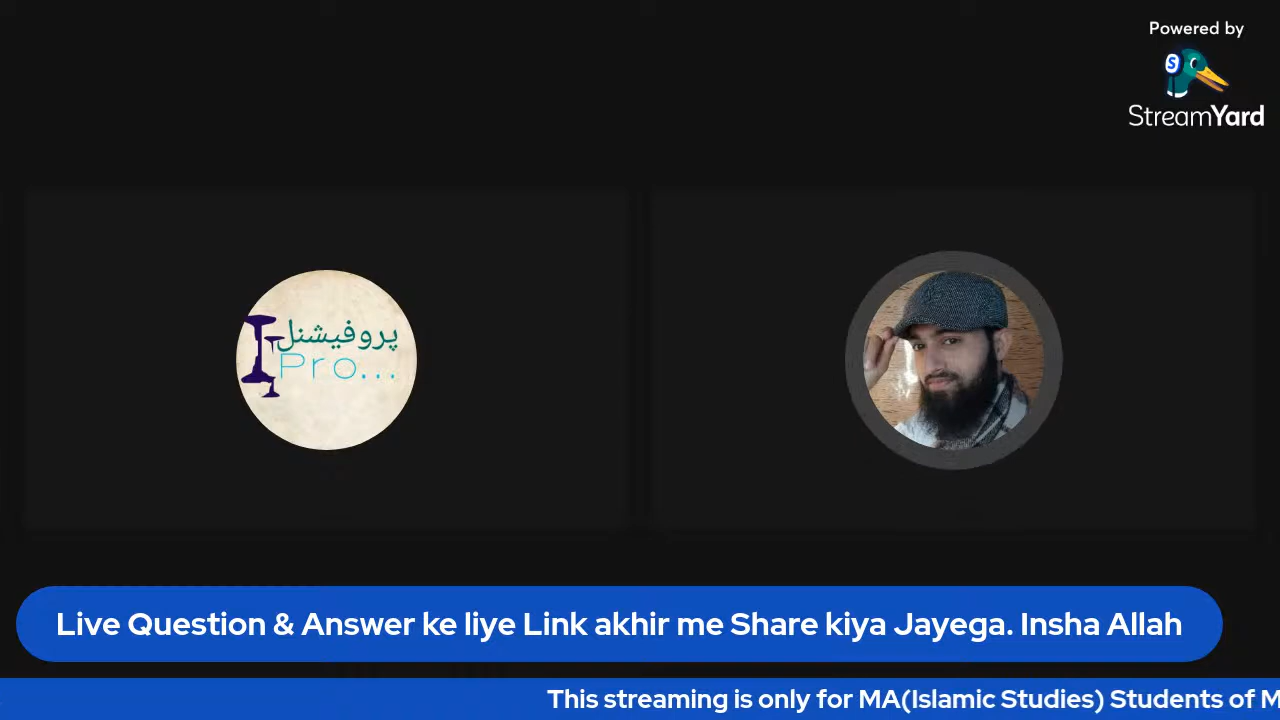 Powered by
S
StreamYard
پروفیشنل
Pro...
Live Question & Answer ke liye Link akhir me Share kiya Jayega. Insha Allah
This streaming is only for MA(Islamic Studies) Students of M